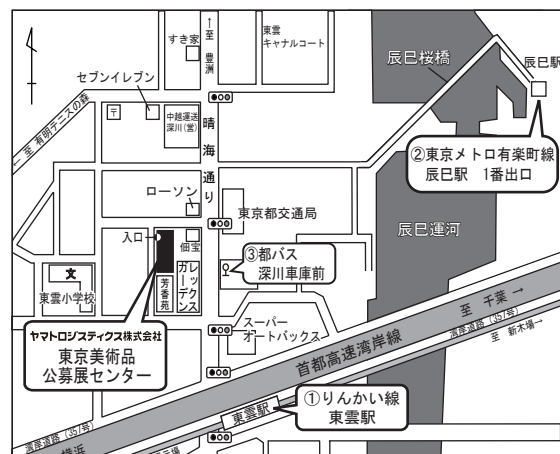 すき家
←至 豊洲
東雲
キャナルコート
辰巳桜橋
辰巳駅
セブンイレブン
〒
中越運送
深川(営)
←至 有明テニスの森
晴海通り
②東京メトロ有楽町線
辰巳駅 1番出口
ローソン
東京都交通局
辰巳運河
入口
佃宝
③都バス
深川車庫前
文
東雲小学校
芳香苑
レックス
ガーデン
ヤマトロジスティクス株式会社
東京美術品
公募展センター
スーパー
オートバックス
首都高速湾岸線
至 千葉→
湾岸道路(357号)
至 新木場→
①りんかい線
東雲駅
東雲駅
湾岸道路(357号)
横浜